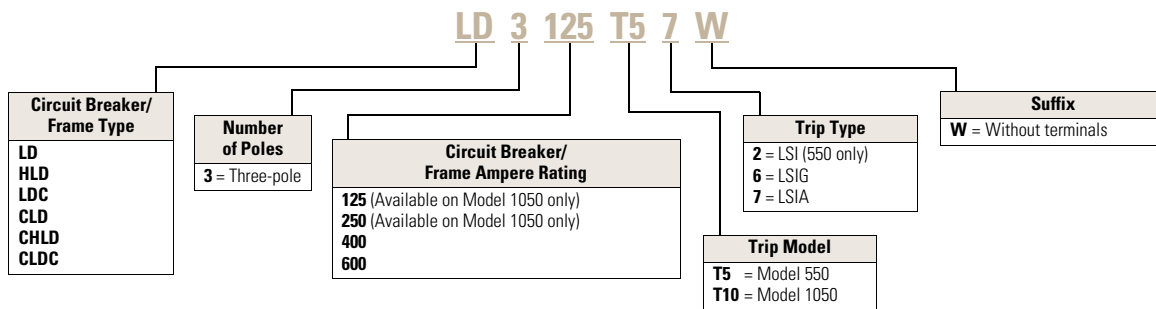 LD 3 125 T5 7 W
Circuit Breaker/
Frame Type
LD
HLD
LDC
CLD
CHLD
CLDC
Number
of Poles
3 = Three-pole
Circuit Breaker/
Frame Ampere Rating
125 (Available on Model 1050 only)
250 (Available on Model 1050 only)
400
600
Trip Model
T5 = Model 550
T10 = Model 1050
Trip Type
2 = LSI (550 only)
6 = LSIG
7 = LSIA
Suffix
W = Without terminals